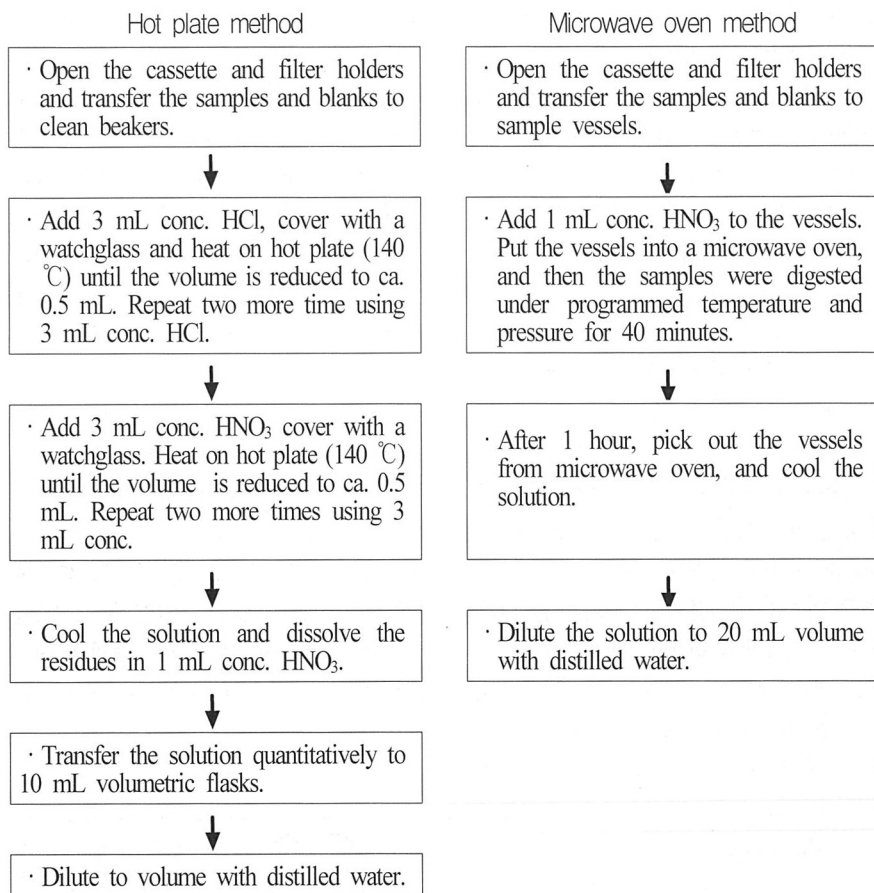 Hot plate method
· Open the cassette and filter holders
and transfer the samples and blanks to
clean beakers.
· Add 3 mL conc. HCl, cover with a
watchglass and heat on hot plate (140
℃) until the volume is reduced to ca.
0.5 mL. Repeat two more time using
3 mL conc. HCl.
· Add 3 mL conc. HNO₃ cover with a
watchglass. Heat on hot plate (140 ℃)
until the volume is reduced to ca. 0.5
mL. Repeat two more times using 3
mL conc.
· Cool the solution and dissolve the
residues in 1 mL conc. HNO₃.
· Transfer the solution quantitatively to
10 mL volumetric flasks.
· Dilute to volume with distilled water.
Microwave oven method
· Open the cassette and filter holders
and transfer the samples and blanks to
sample vessels.
· Add 1 mL conc. HNO₃ to the vessels.
Put the vessels into a microwave oven,
and then the samples were digested
under programmed temperature and
pressure for 40 minutes.
· After 1 hour, pick out the vessels
from microwave oven, and cool the
solution.
· Dilute the solution to 20 mL volume
with distilled water.